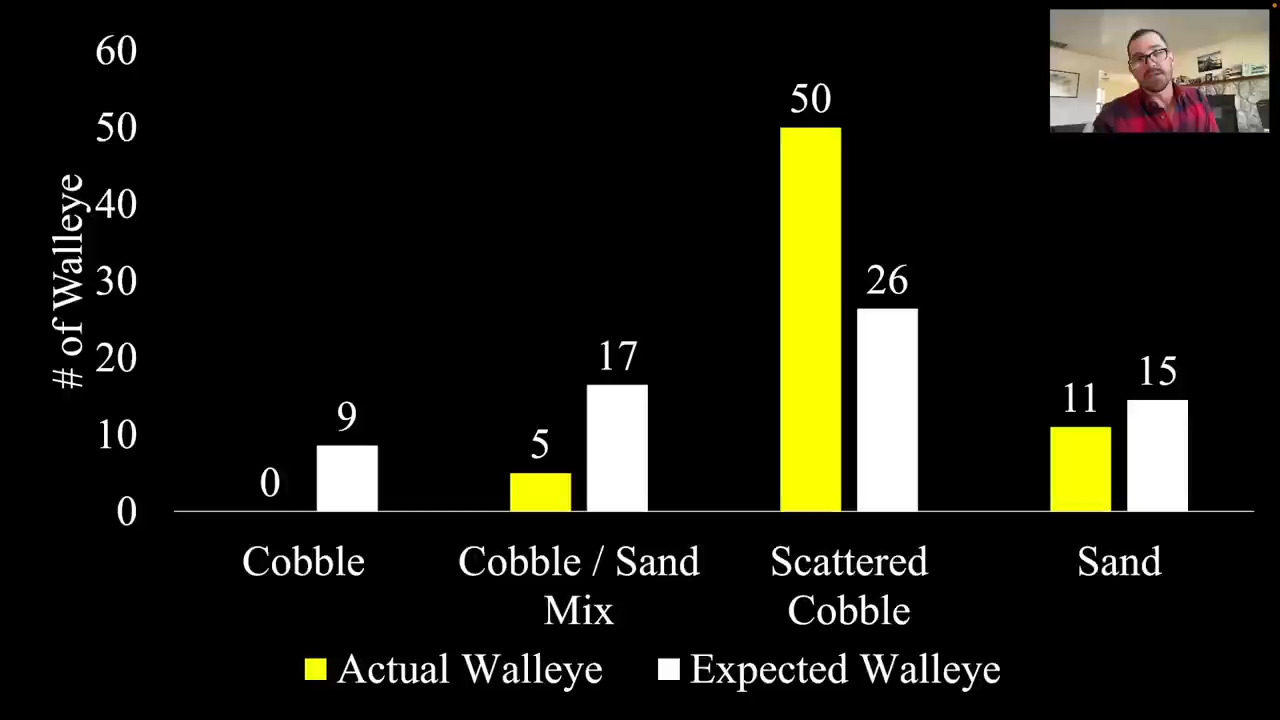 60
50
40
30
20
10
0
# of Walleye
0
9
5
17
50
26
11
15
Cobble
Cobble / Sand
Mix
Scattered
Cobble
Sand
Actual Walleye
Expected Walleye